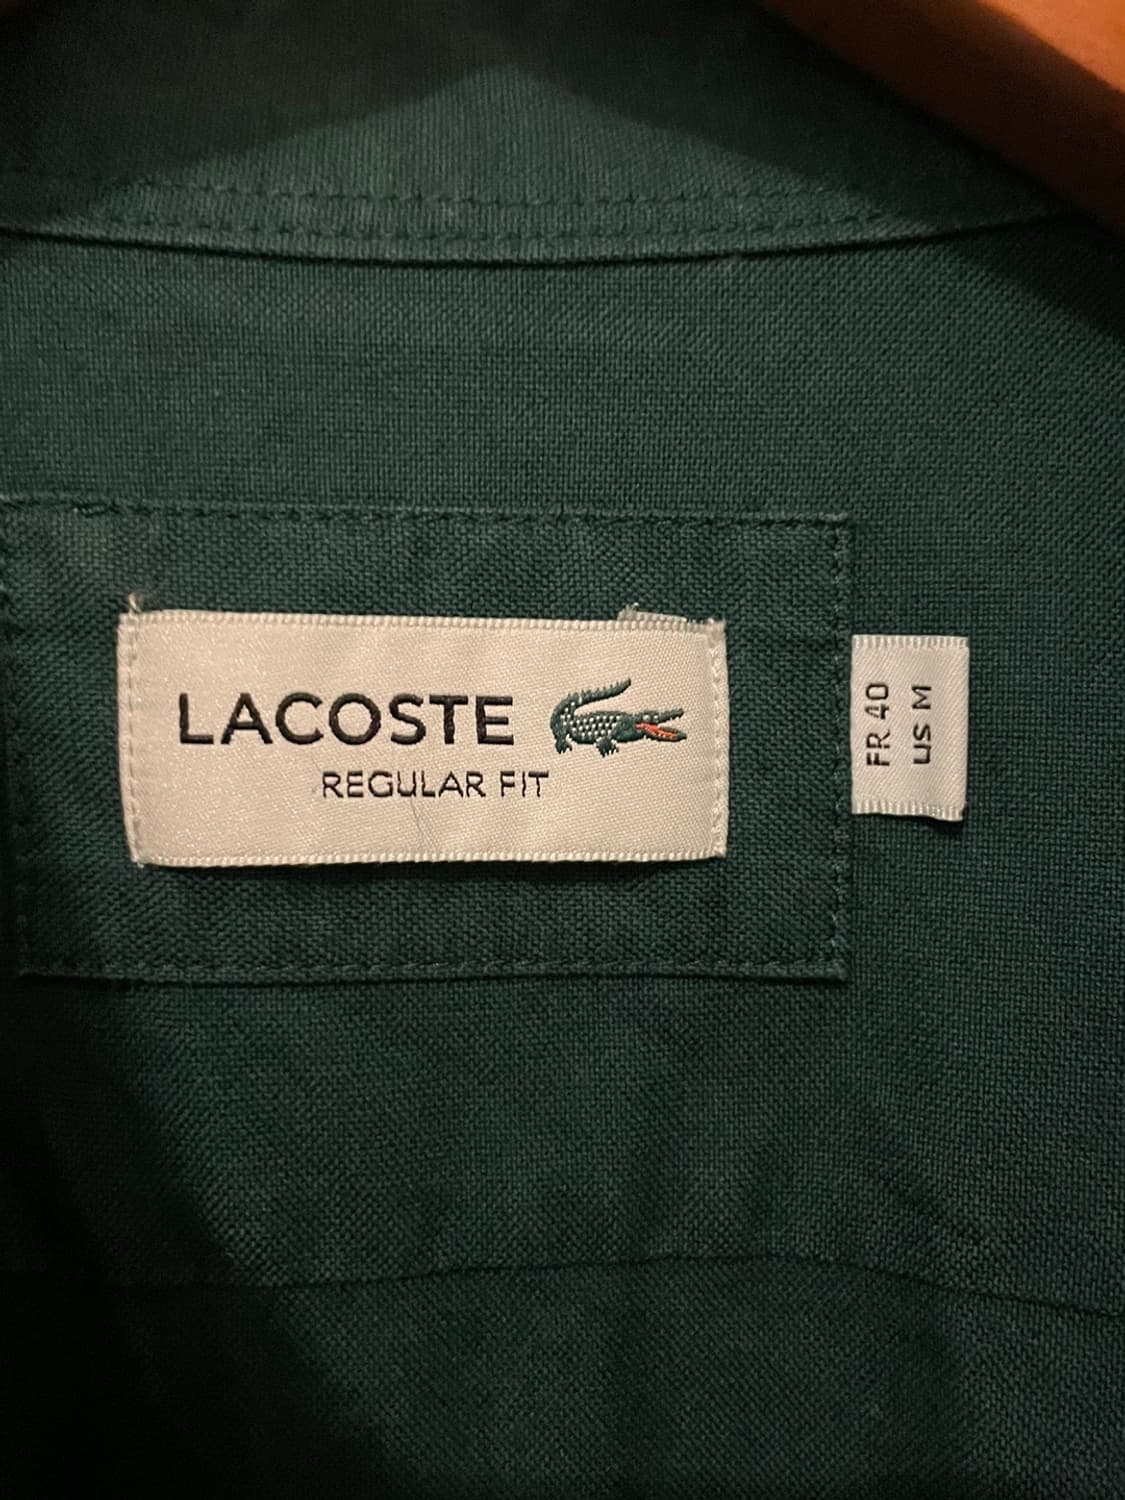 LACOSTE
REGULAR FIT
FR 40
US M